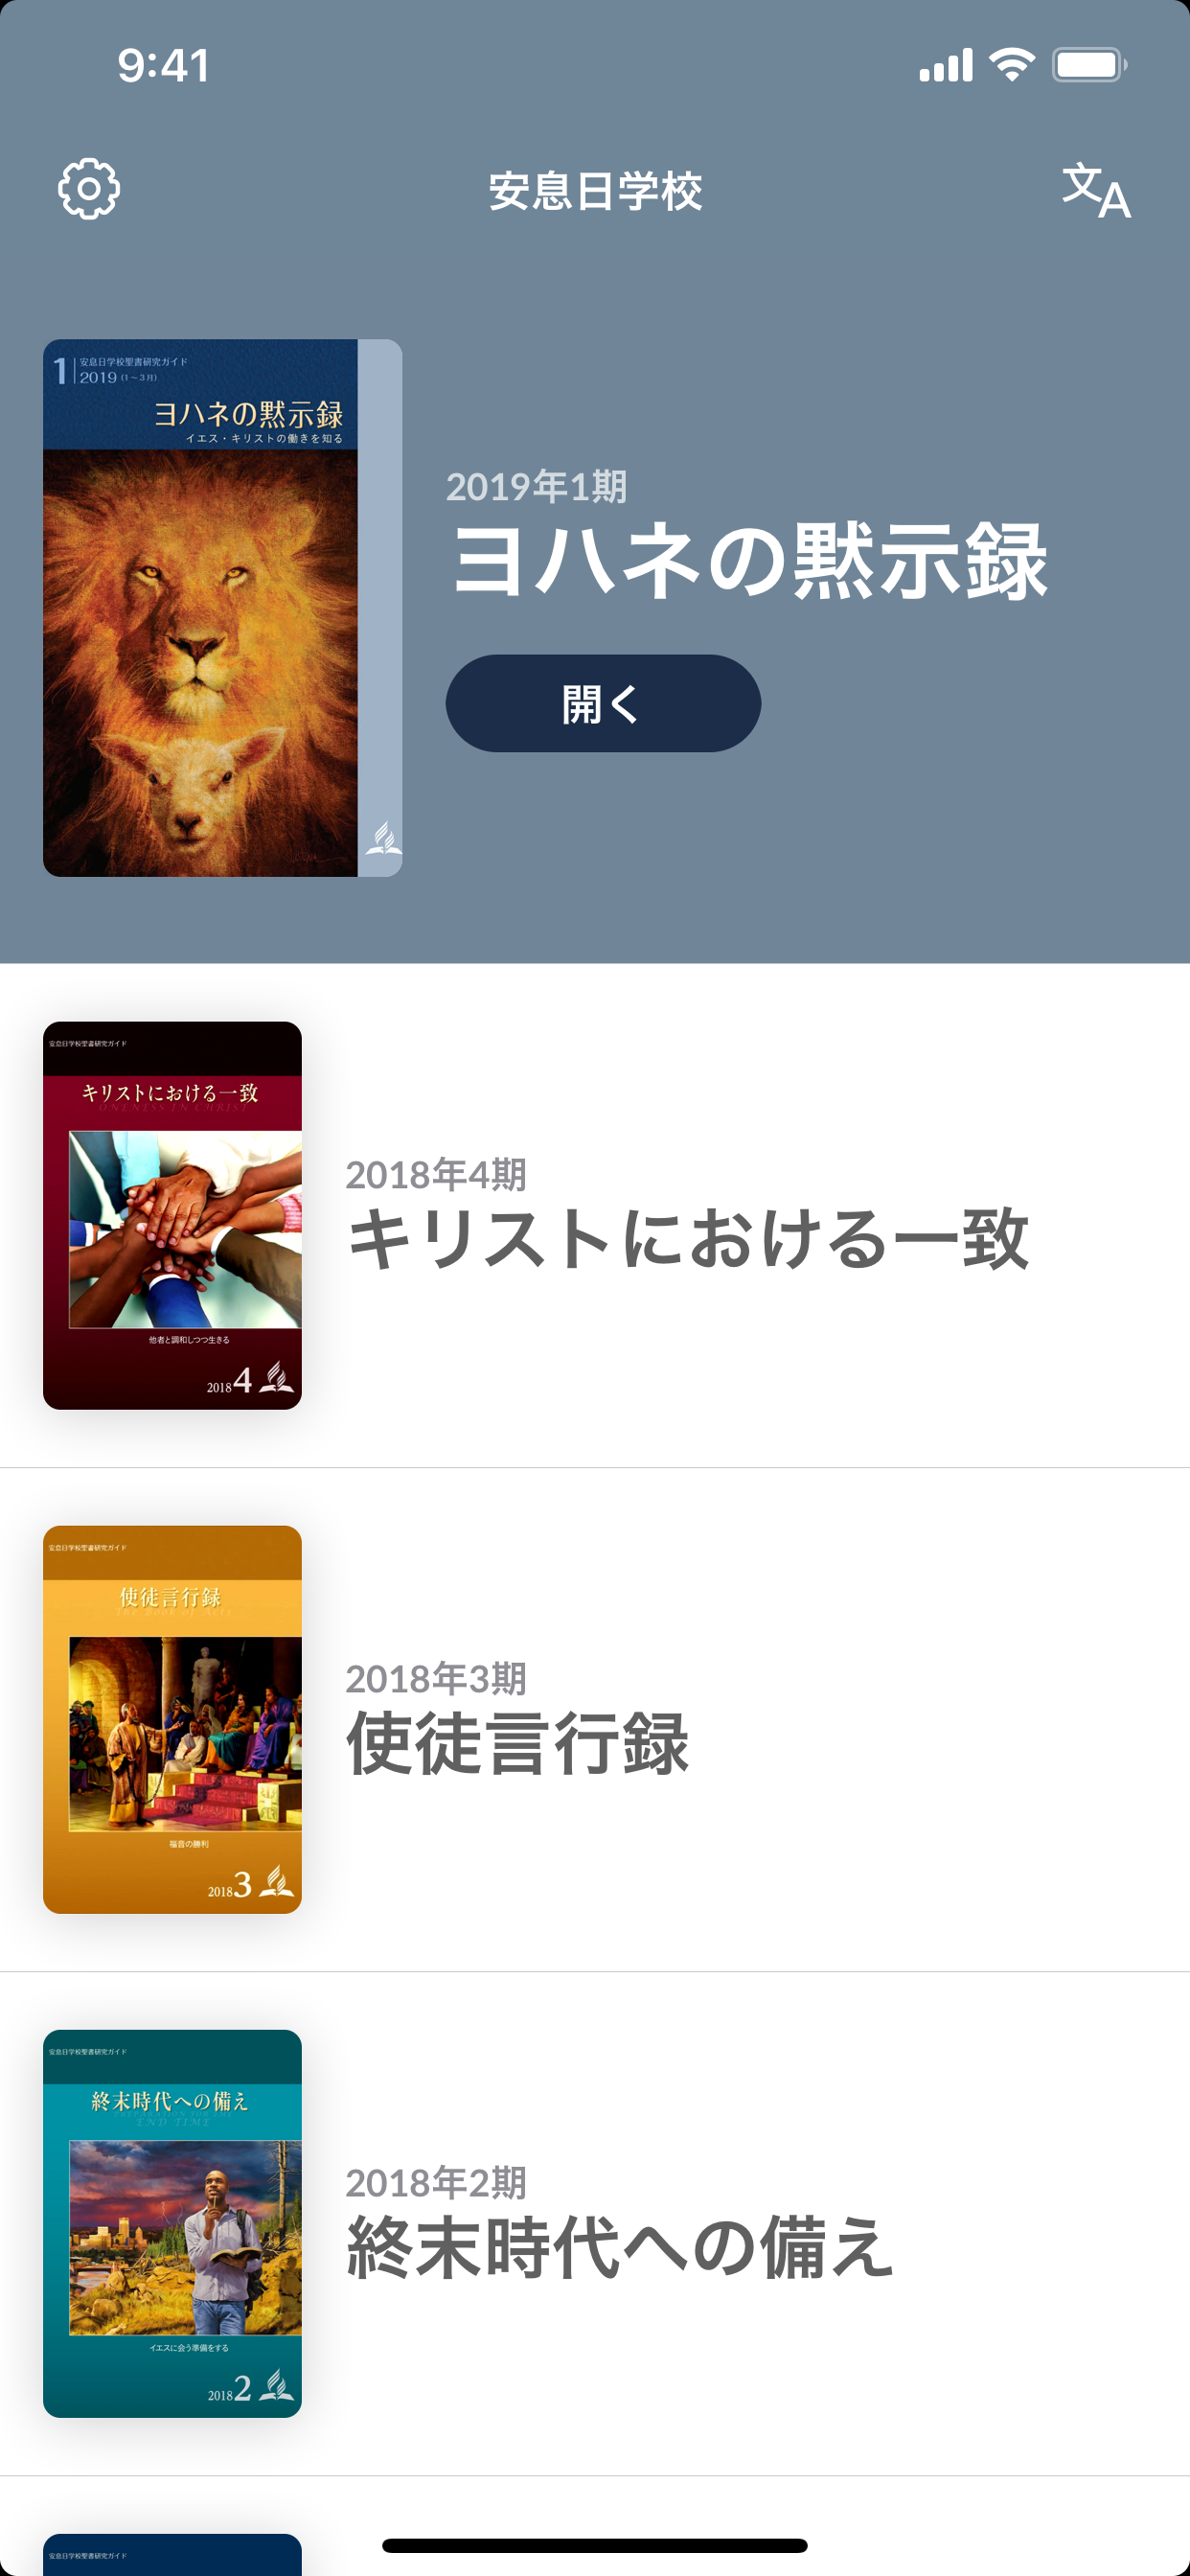 9:41
安息日学校
文A
1 安息日学校聖書研究ガイド
2019 (1~3月)
ヨハネの黙示録
イエス・キリストの働きを知る
2019年1期
ヨハネの黙示録
開く
安息日学校聖書研究ガイド
キリストにおける一致
ONENESS IN CHRIST
他者と調和しつつ生きる
2018 4
2018年4期
キリストにおける一致
安息日学校聖書研究ガイド
使徒言行録
The Book of Acts
福音の勝利
2018 3
2018年3期
使徒言行録
安息日学校聖書研究ガイド
終末時代への備え
PREPARATION FOR THE
END TIME
イエスに会う準備をする
2018 2
2018年2期
終末時代への備え
安息日学校聖書研究ガイド